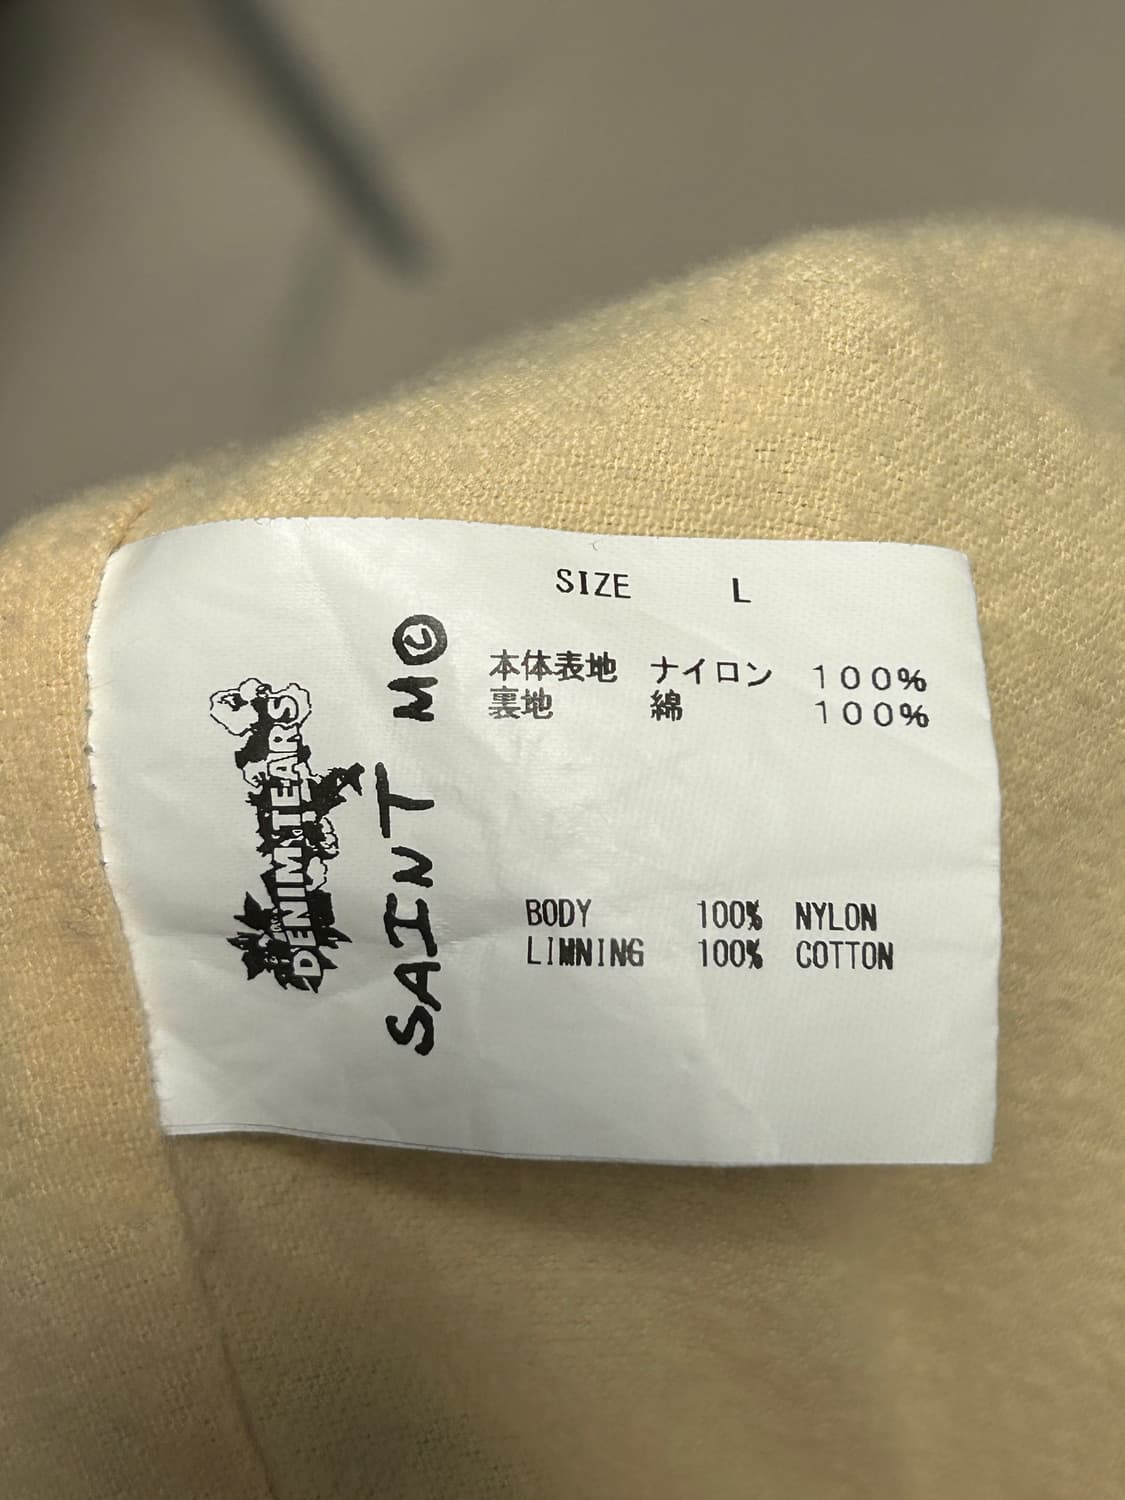 SIZE L
本体表地 ナイロン 100%
裏地 綿 100%
BODY 100% NYLON
LIMNING 100% COTTON
DENIM TEARS
SAINT M